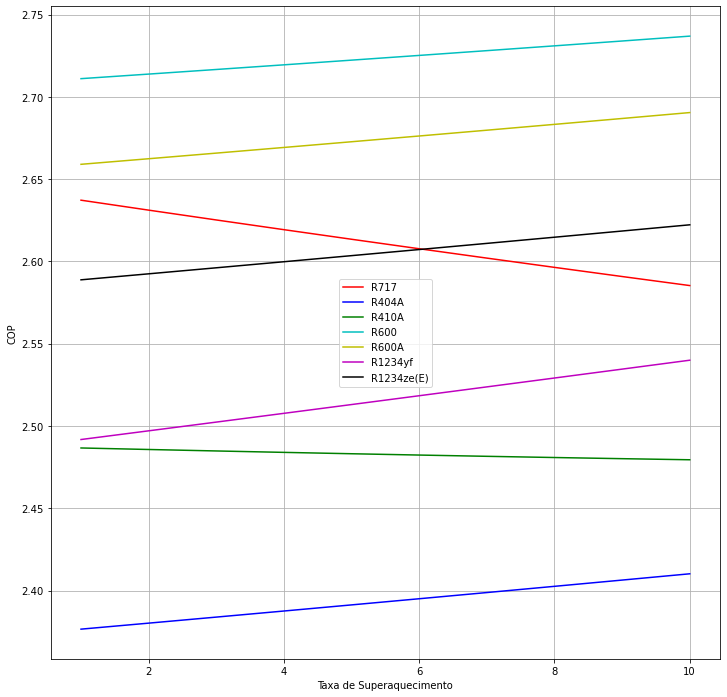 2.75
2.70
2.65
2.60
2.55
2.50
2.45
2.40
COP
R717
R404A
R410A
R600
R600A
R1234yf
R1234ze(E)
2
4
6
8
10
Taxa de Superaquecimento